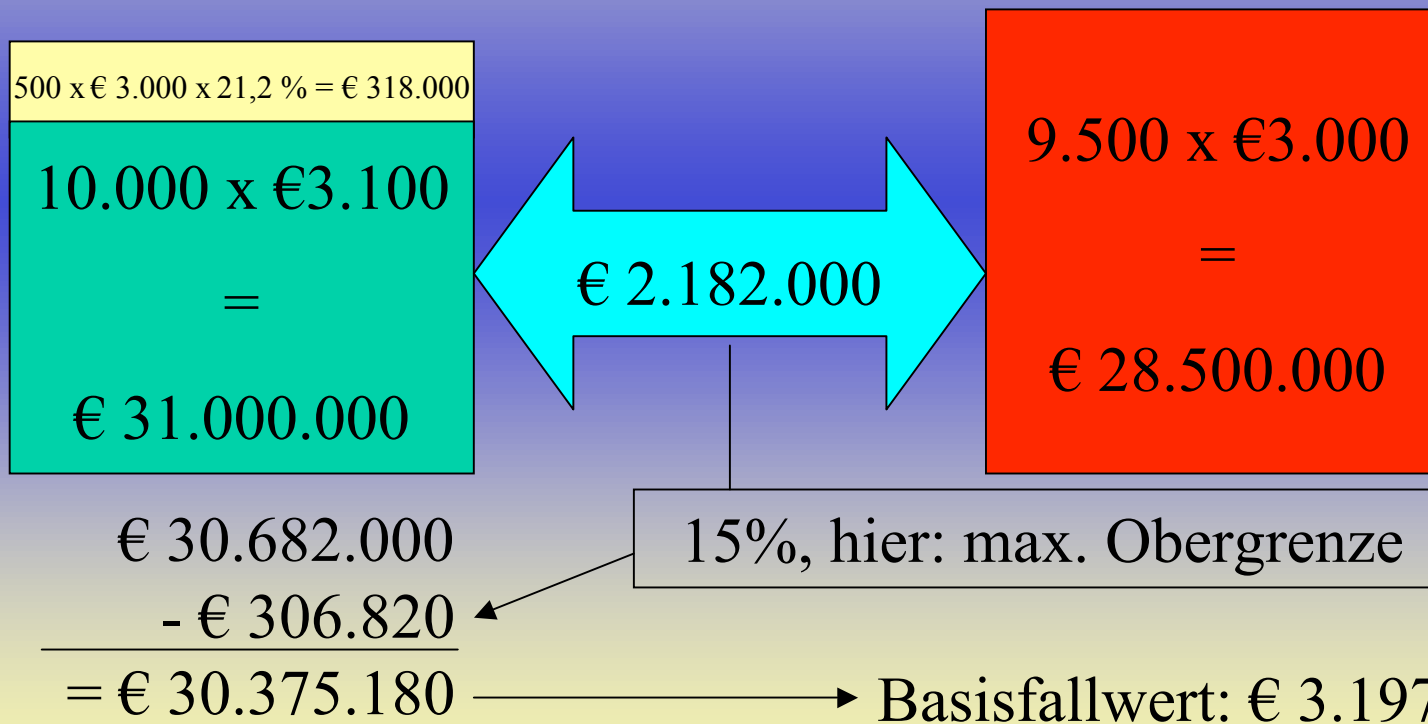 500 x € 3.000 x 21,2 % = € 318.000
10.000 x €3.100
=
€ 31.000.000
€ 2.182.000
9.500 x €3.000
=
€ 28.500.000
15%, hier: max. Obergrenze
€ 30.682.000
- € 306.820
= € 30.375.180
Basisfallwert: € 3.197